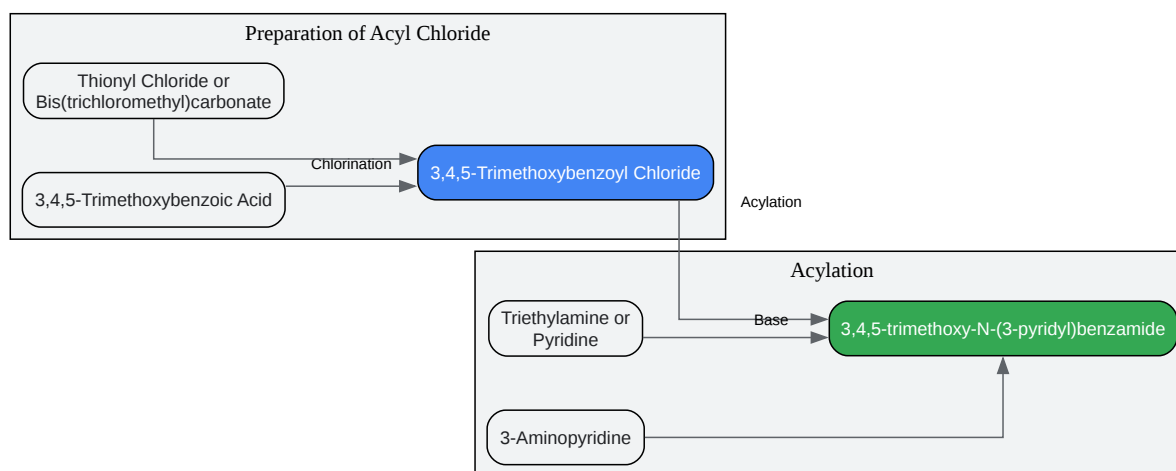 Preparation of Acyl Chloride
Thionyl Chloride or
Bis(trichloromethyl)carbonate
Chlorination
3,4,5-Trimethoxybenzoyl Chloride
3,4,5-Trimethoxybenzoic Acid
Acylation
Acylation
Triethylamine or
Pyridine
Base
3,4,5-trimethoxy-N-(3-pyridyl)benzamide
3-Aminopyridine